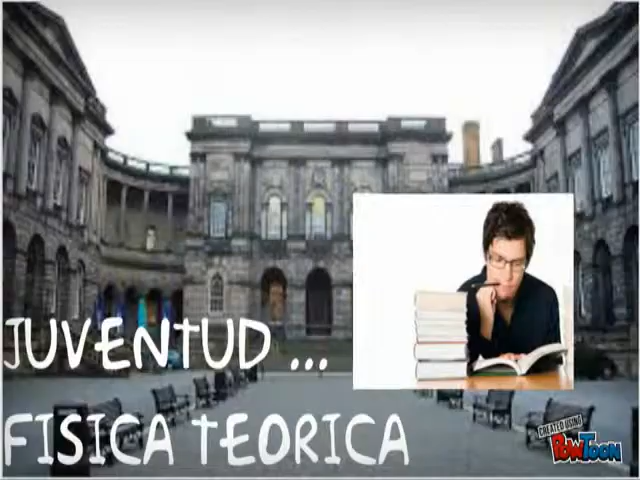 JUVENTUD ...
FISICA TEORICA
CREATED USING
POWTOON